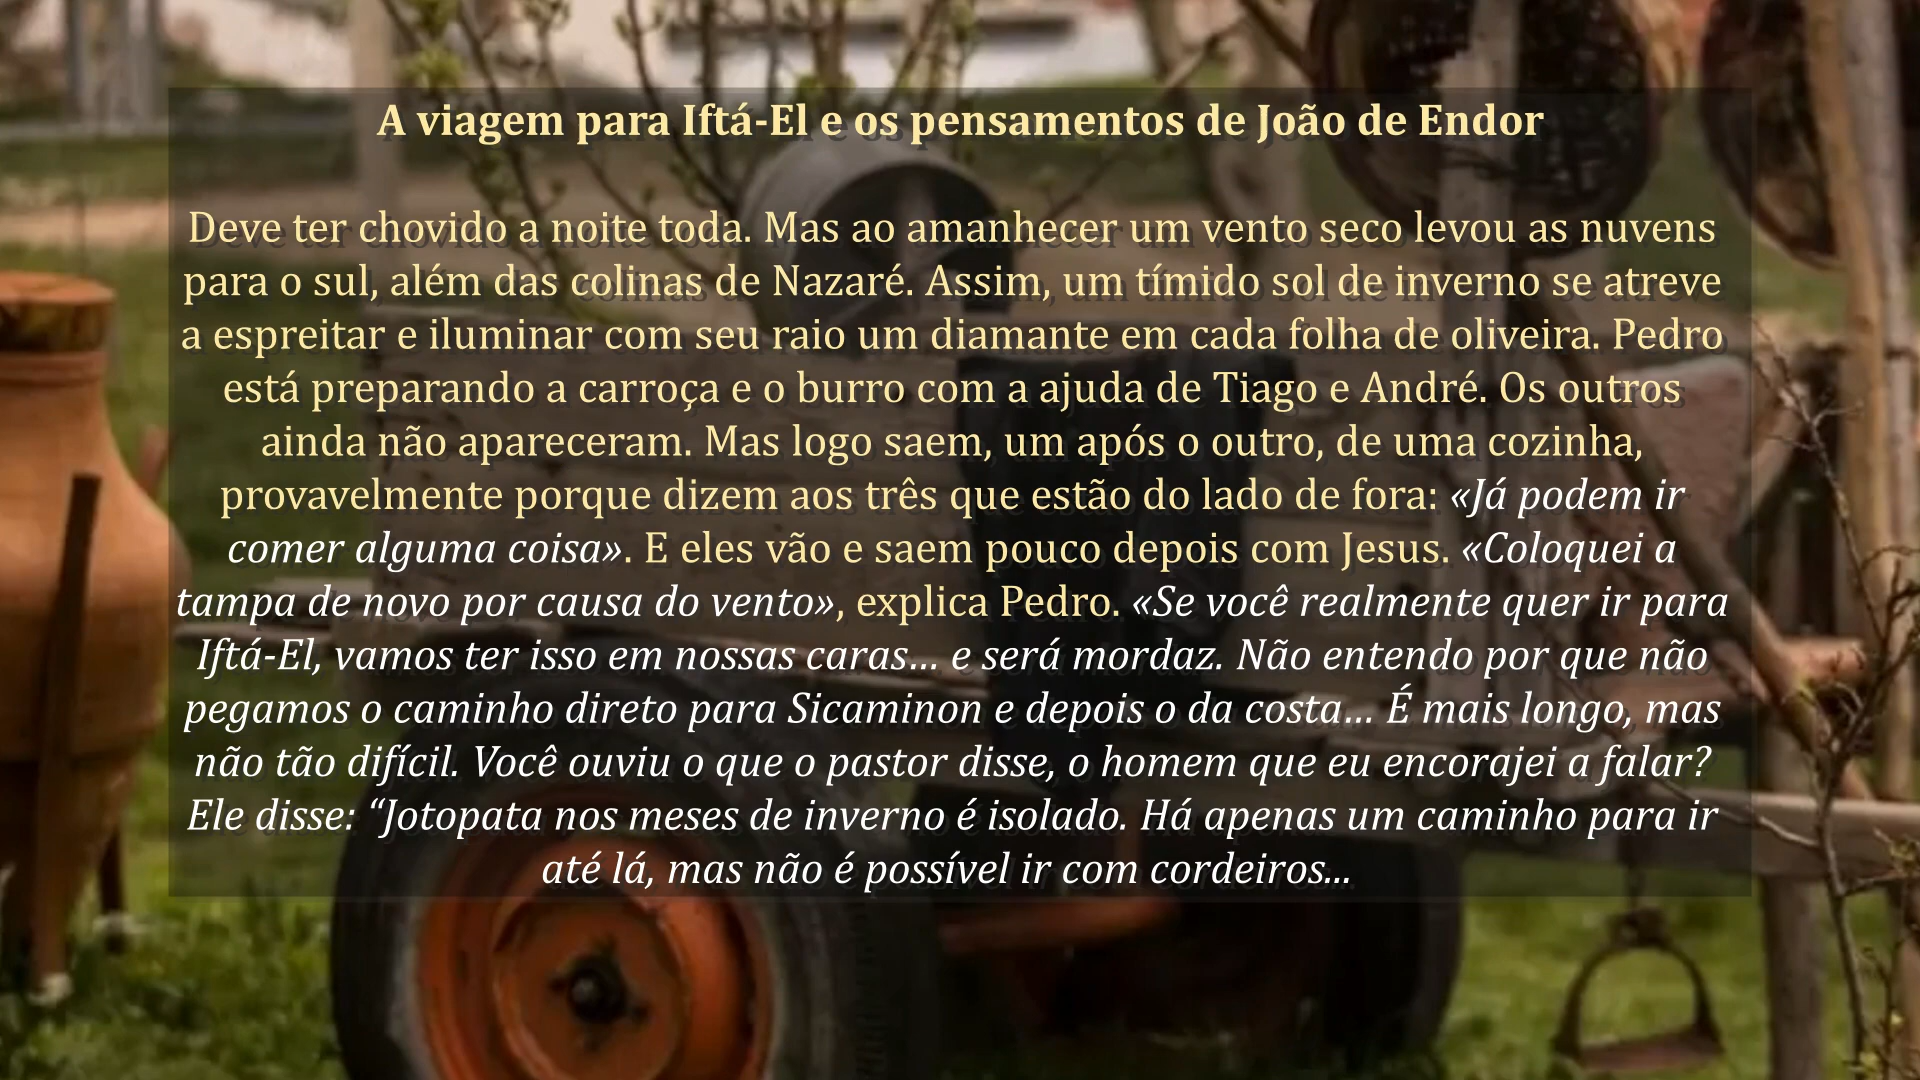 A viagem para Iftá-El e os pensamentos de João de Endor
Deve ter chovido a noite toda. Mas ao amanhecer um vento seco levou as nuvens
para o sul, além das colinas de Nazaré. Assim, um tímido sol de inverno se atreve
a espreitar e iluminar com seu raio um diamante em cada folha de oliveira. Pedro
está preparando a carroça e o burro com a ajuda de Tiago e André. Os outros
ainda não apareceram. Mas logo saem, um após o outro, de uma cozinha,
provavelmente porque dizem aos três que estão do lado de fora: «Já podem ir
comer alguma coisa». E eles vão e saem pouco depois com Jesus. «Coloquei a
tampa de novo por causa do vento», explica Pedro. «Se você realmente quer ir para
Iftá-El, vamos ter isso em nossas caras… e será mordaz. Não entendo por que não
pegamos o caminho direto para Sicaminon e depois o da costa… É mais longo, mas
não tão difícil. Você ouviu o que o pastor disse, o homem que eu encorajei a falar?
Ele disse: “Jotopata nos meses de inverno é isolado. Há apenas um caminho para ir
até lá, mas não é possível ir com cordeiros...